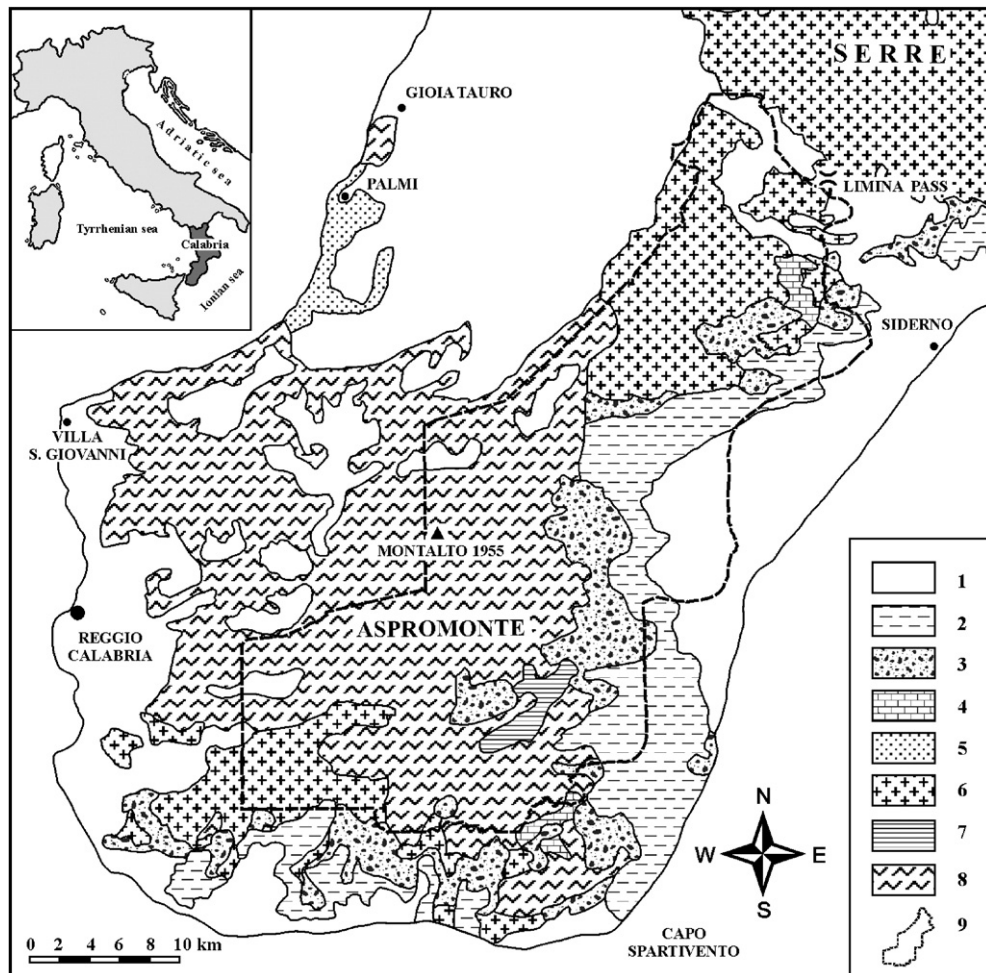 Adriatic sea
Tyrrhenian sea
Calabria
Ionian sea
0
GIOIA TAURO
PALMI
SERRE
LIMINA PASS
SIDERNO
VILLA
S. GIOVANNI
MONTALTO 1955
REGGIO
CALABRIA
ASPROMONTE
CAPO
SPARTIVENTO
N
W E
S
0 2 4 6 8 10 km
1
2
3
4
5
6
7
8
9